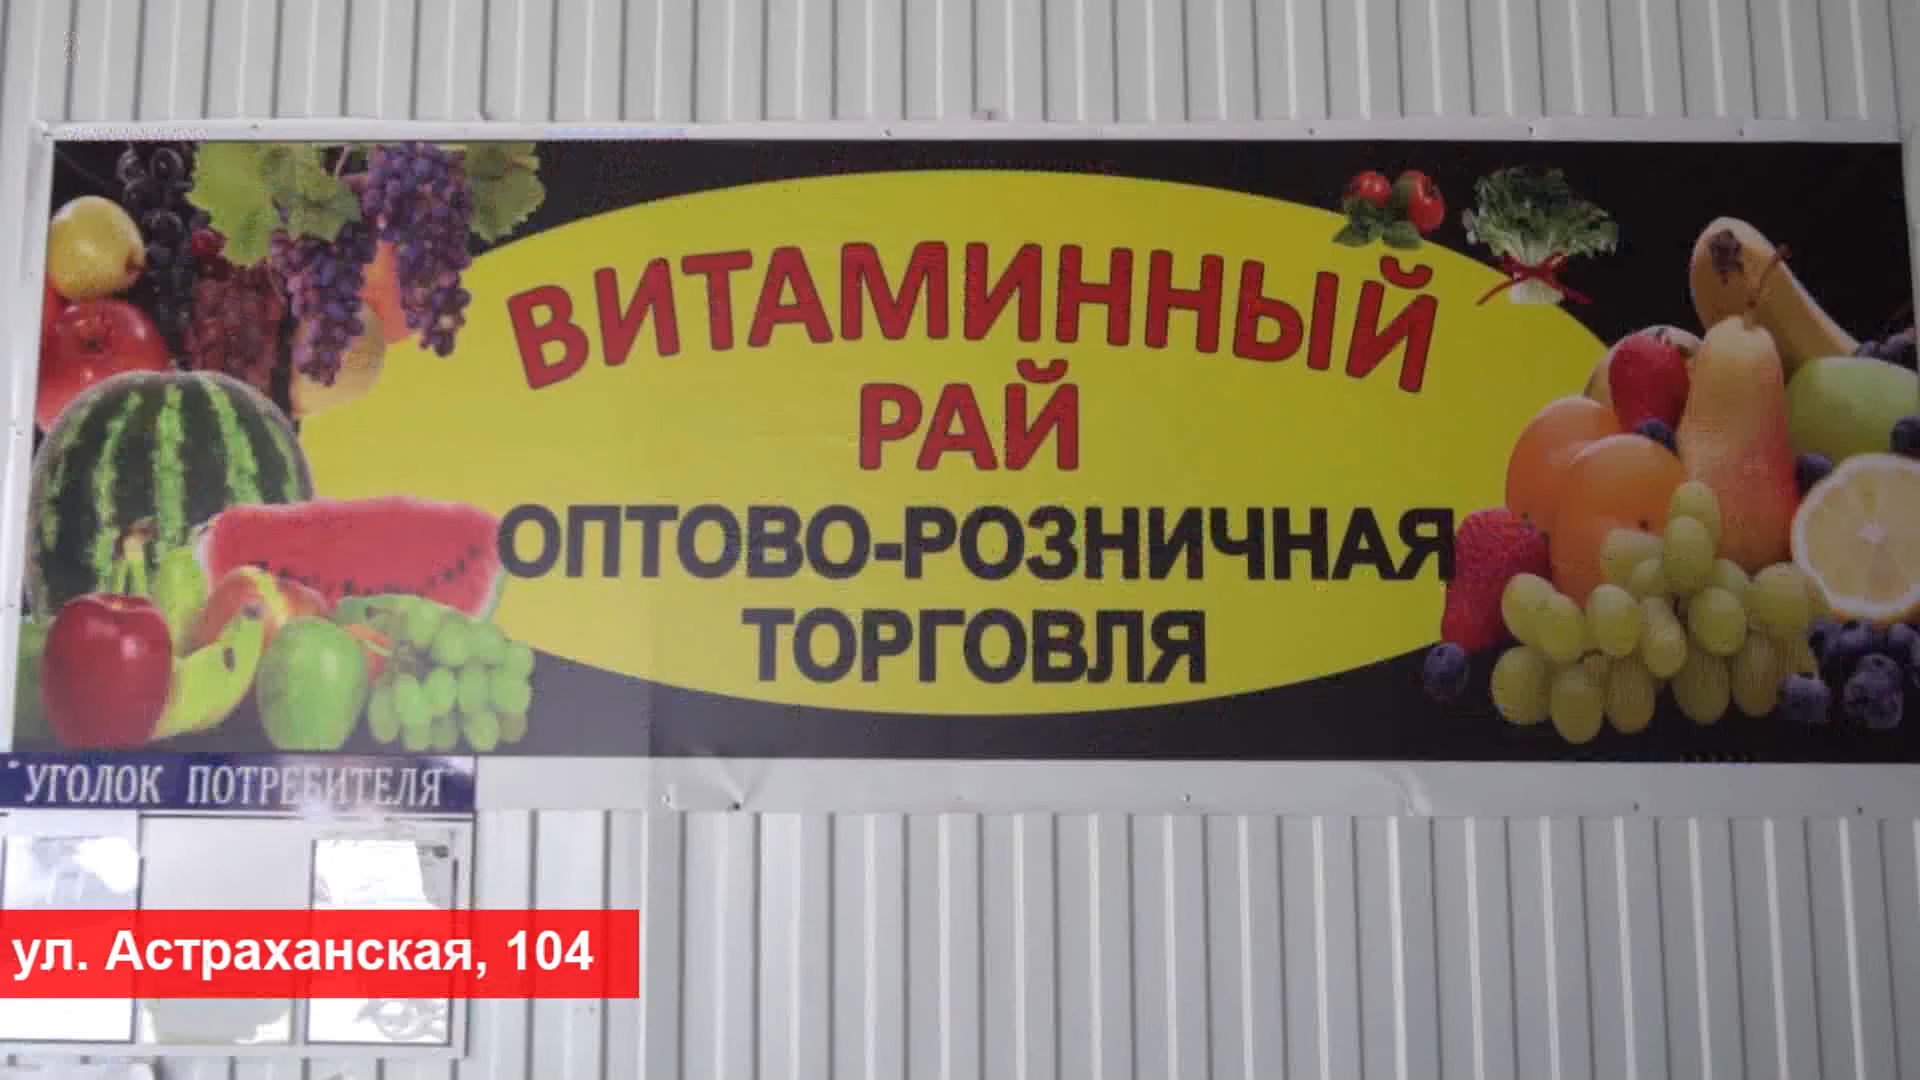 ВИТАМИННЫЙ
РАЙ
ОПТОВО-РОЗНИЧНАЯ
ТОРГОВЛЯ
"УГОЛОК ПОТРЕБИТЕЛЯ"
ул. Астраханская, 104